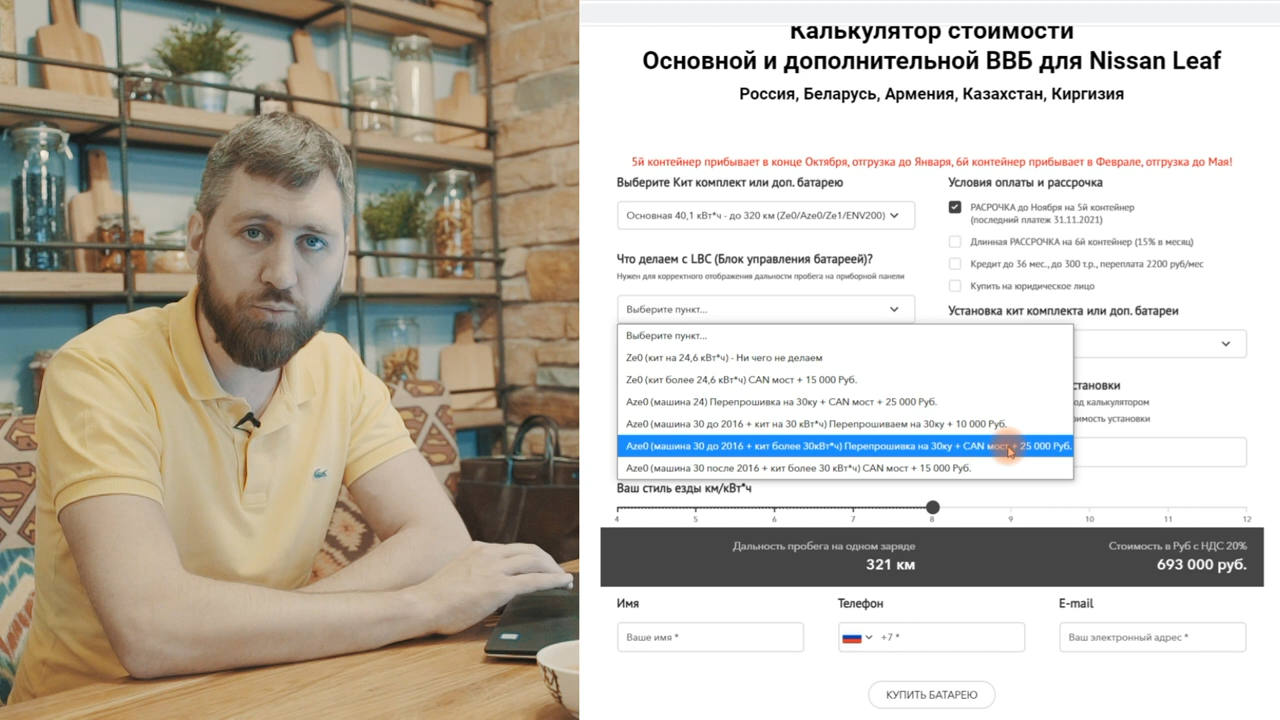 Калькулятор стоимости
Основной и дополнительной ВВБ для Nissan Leaf
Россия, Беларусь, Армения, Казахстан, Киргизия
5й контейнер прибывает в конце Октября, отгрузка до Января, 6й контейнер прибывает в Феврале, отгрузка до Мая!
Выберите Кит комплект или доп. батарею
Основная 40,1 кВт*ч - до 320 км (Ze0/Aze0/Ze1/ENV200)
Что делаем с LBC (Блок управления батареей)?
Нужен для корректного отображения дальности пробега на приборной панели
Выберите пункт...
Выберите пункт...
Ze0 (кит на 24,6 кВт*ч) - Ни чего не делаем
Ze0 (кит более 24,6 кВт*ч) CAN мост + 15 000 Руб.
Aze0 (машина 24) Перепрошивка на 30ку + CAN мост + 25 000 Руб.
Aze0 (машина 30 до 2016 + кит на 30 кВт*ч) Перепрошиваем на 30ку + 10 000 Руб.
Aze0 (машина 30 до 2016 + кит более 30кВт*ч) Перепрошивка на 30ку + CAN мост + 25 000 Руб.
Aze0 (машина 30 после 2016 + кит более 30 кВт*ч) CAN мост + 15 000 Руб.
Условия оплаты и рассрочка
РАСРОЧКА до Ноября на 5й контейнер
(последний платеж 31.11.2021)
Длинная РАССРОЧКА на 6й контейнер (15% в месяц)
Кредит до 36 мес., до 300 т.р., переплата 2200 руб/мес
Купить на юридическое лицо
Установка кит комплекта или доп. батареи
становки
од калькулятором
оимость установки
Ваш стиль езды км/кВт*ч
4 5 6 7 8 9 10 11 12
Дальность пробега на одном заряде
321 км
Стоимость в Руб с НДС 20%
693 000 руб.
Имя
Ваше имя *
Телефон
+7 *
E-mail
Ваш электронный адрес *
КУПИТЬ БАТАРЕЮ